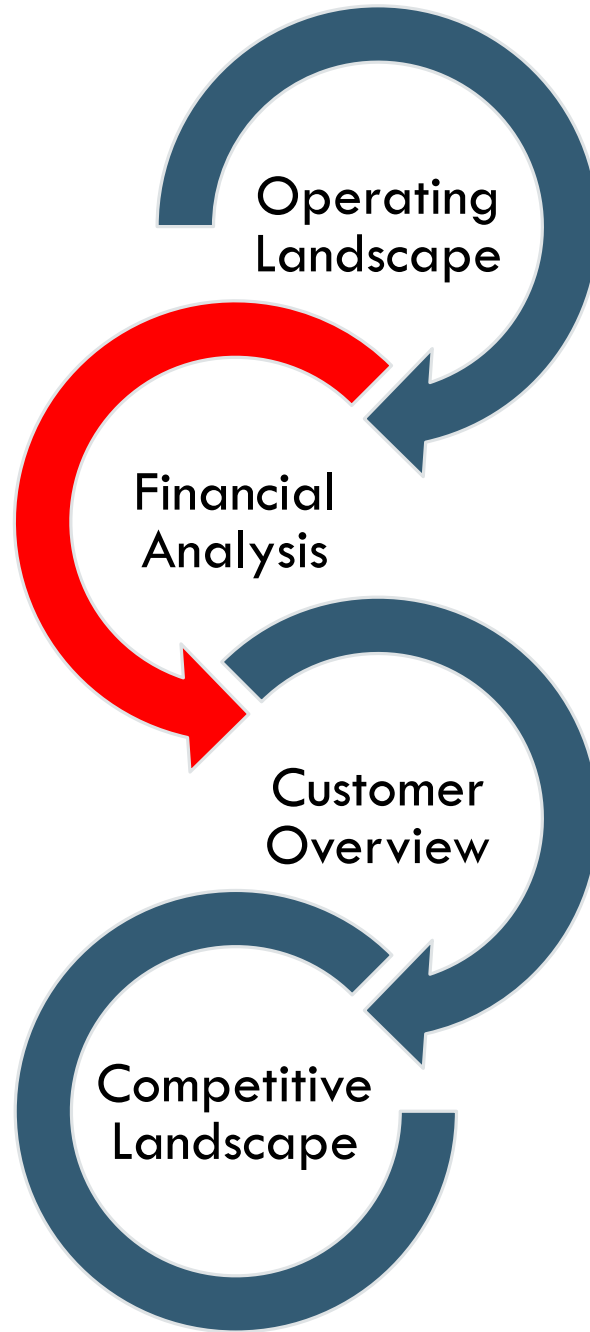 Operating
Landscape
Financial
Analysis
Customer
Overview
Competitive
Landscape